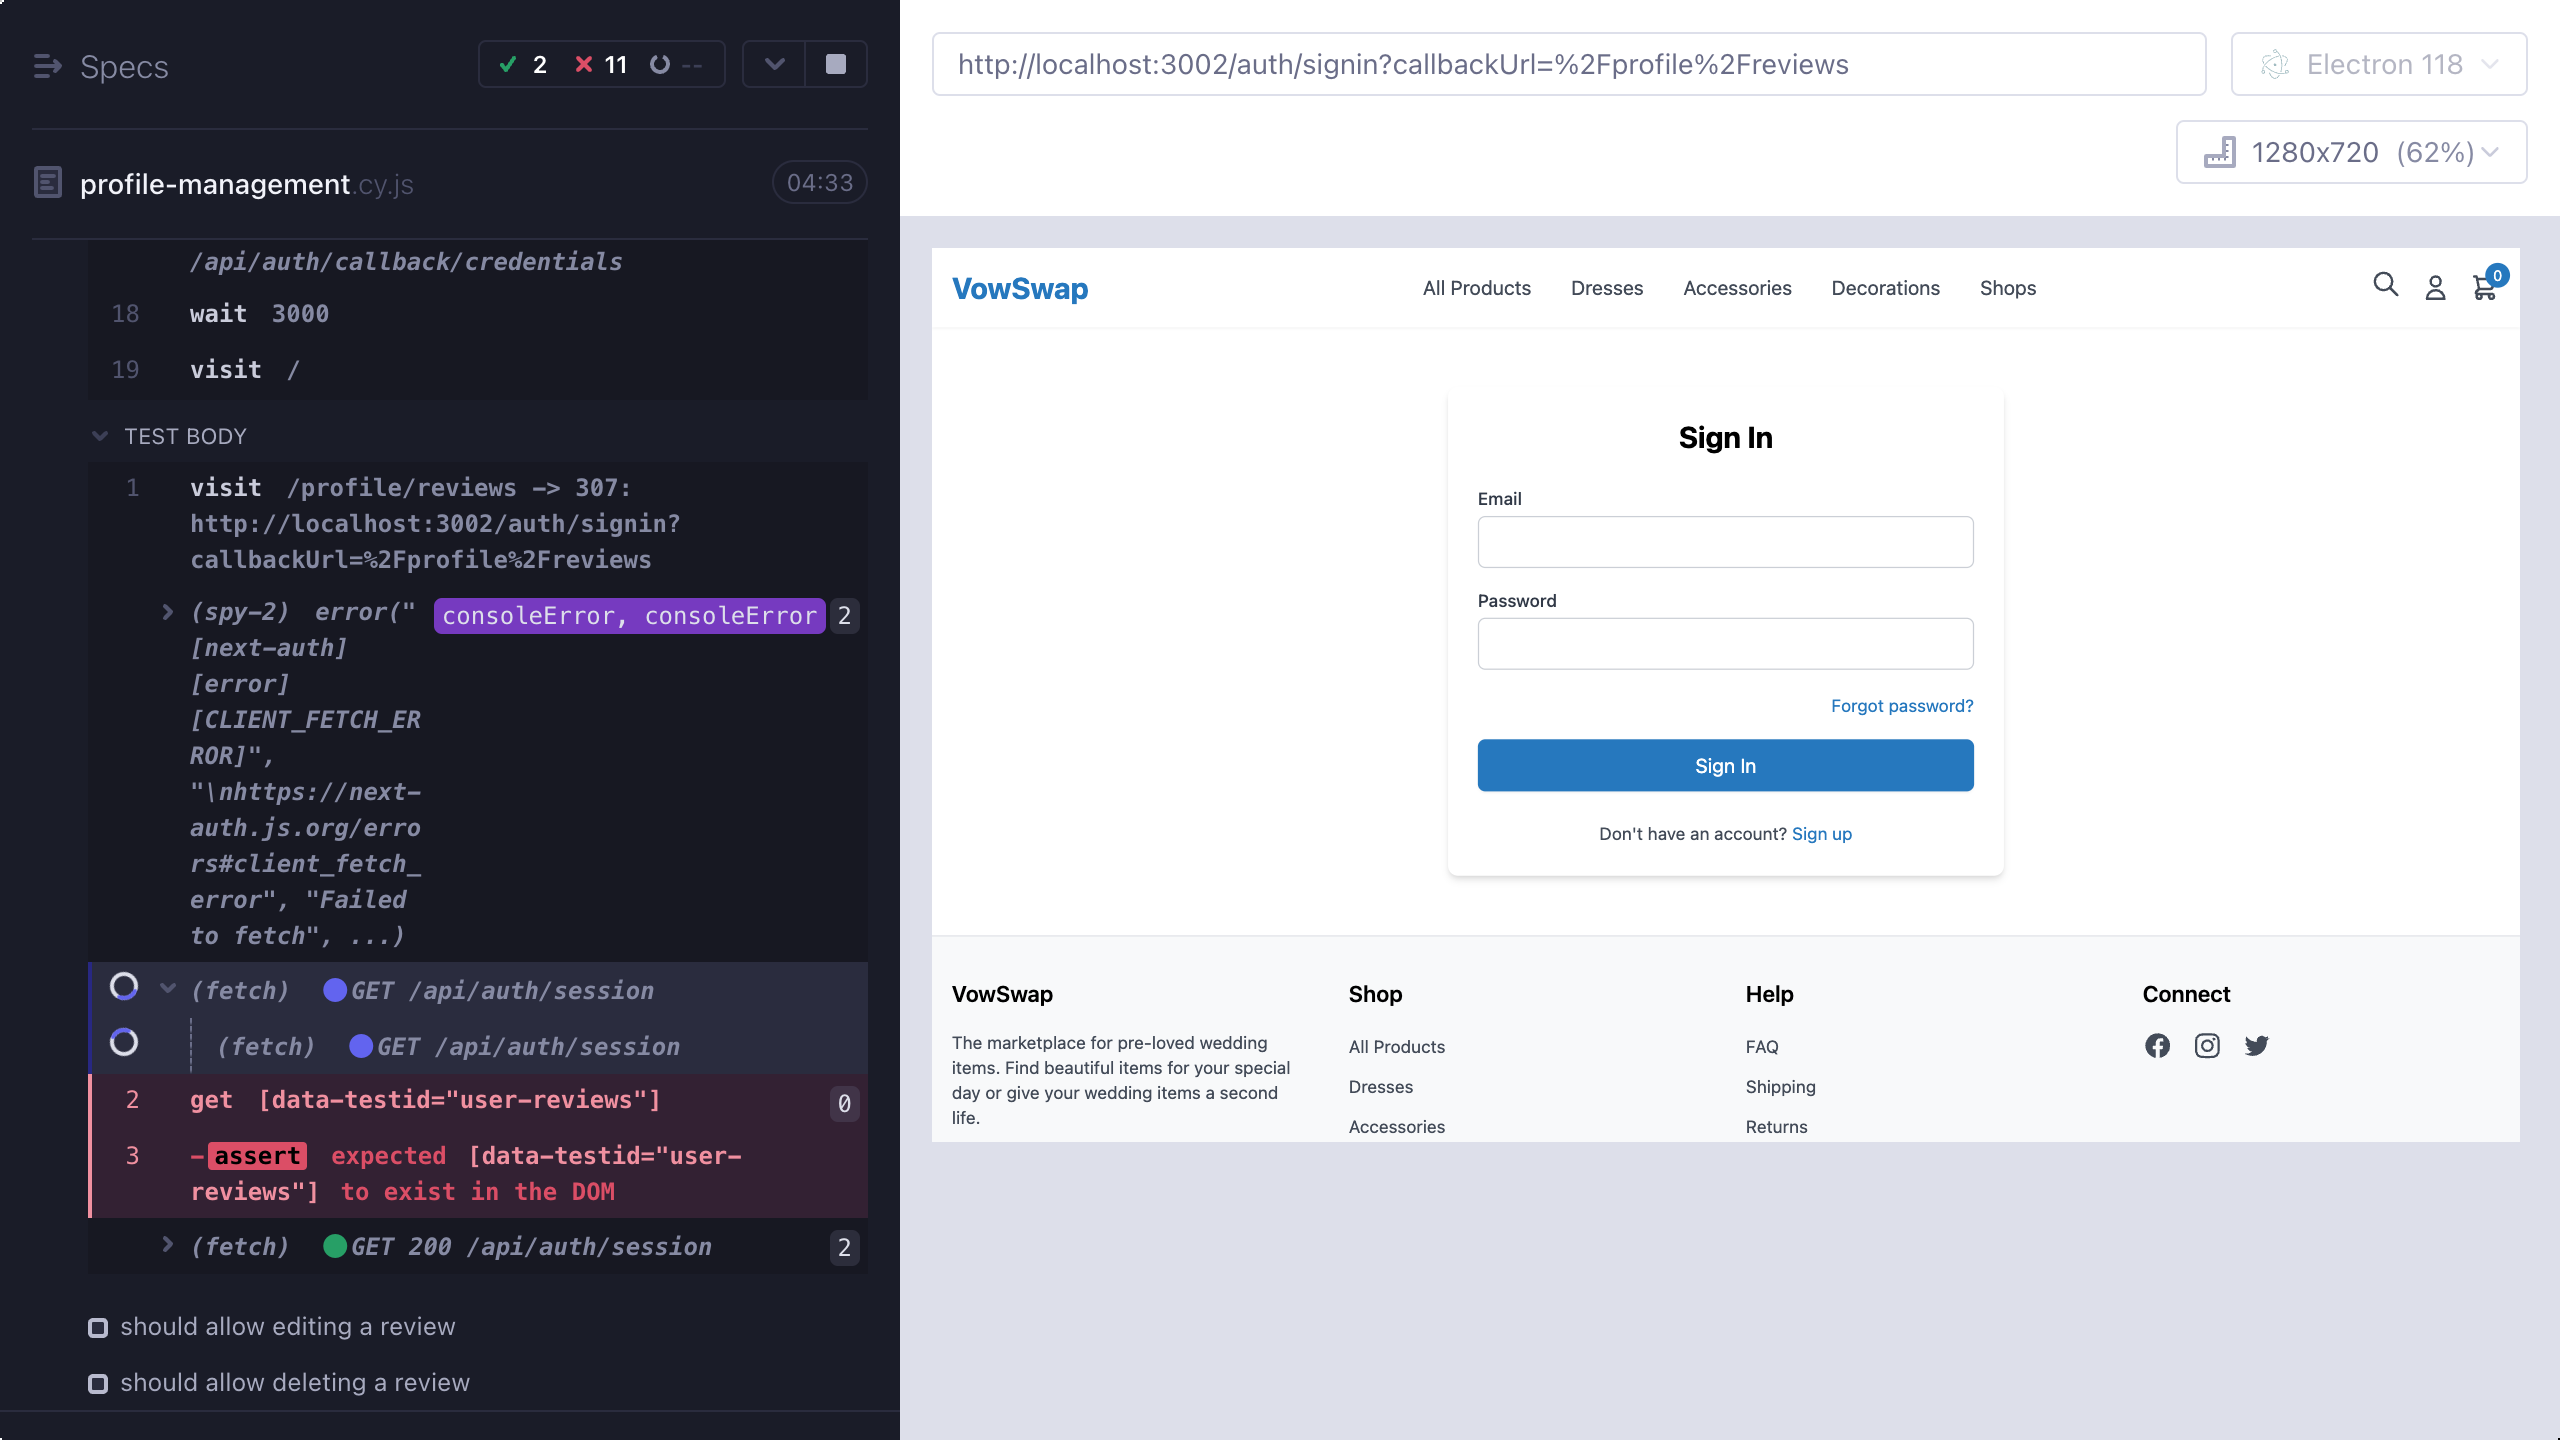 Specs
2 11 --
profile-management.cy.js
04:33
/api/auth/callback/credentials
18 wait 3000
19 visit /
TEST BODY
1 visit /profile/reviews -> 307:
http://localhost:3002/auth/signin?
callbackUrl=%2Fprofile%2Freviews
(spy-2) error(" consoleError, consoleError 2
[next-auth]
[error]
[CLIENT_FETCH_ER
ROR]",
"\nhttps://next-
auth.js.org/erro
rs#client_fetch_
error", "Failed
to fetch", ...)
(fetch) GET /api/auth/session
(fetch) GET /api/auth/session
2 get [data-testid="user-reviews"] 0
3 -assert expected [data-testid="user-
reviews"] to exist in the DOM
(fetch) GET 200 /api/auth/session 2
should allow editing a review
should allow deleting a review
http://localhost:3002/auth/signin?callbackUrl=%2Fprofile%2Freviews
Electron 118
1280x720 (62%)
VowSwap
All Products Dresses Accessories Decorations Shops
0
Sign In
Email
Password
Forgot password?
Sign In
Don't have an account? Sign up
VowSwap
The marketplace for pre-loved wedding
items. Find beautiful items for your special
day or give your wedding items a second
life.
Shop
All Products
Dresses
Accessories
Help
FAQ
Shipping
Returns
Connect